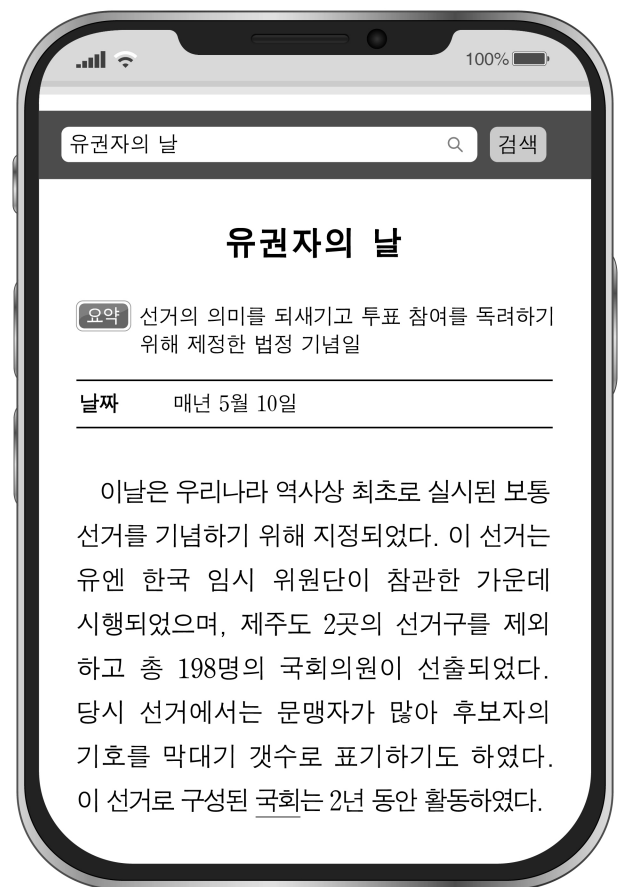 100%
유권자의 날
검색
유권자의 날
요약 선거의 의미를 되새기고 투표 참여를 독려하기
위해 제정한 법정 기념일
날짜 매년 5월 10일
이날은 우리나라 역사상 최초로 실시된 보통
선거를 기념하기 위해 지정되었다. 이 선거는
유엔 한국 임시 위원단이 참관한 가운데
시행되었으며, 제주도 2곳의 선거구를 제외
하고 총 198명의 국회의원이 선출되었다.
당시 선거에서는 문맹자가 많아 후보자의
기호를 막대기 갯수로 표기하기도 하였다.
이 선거로 구성된 국회는 2년 동안 활동하였다.